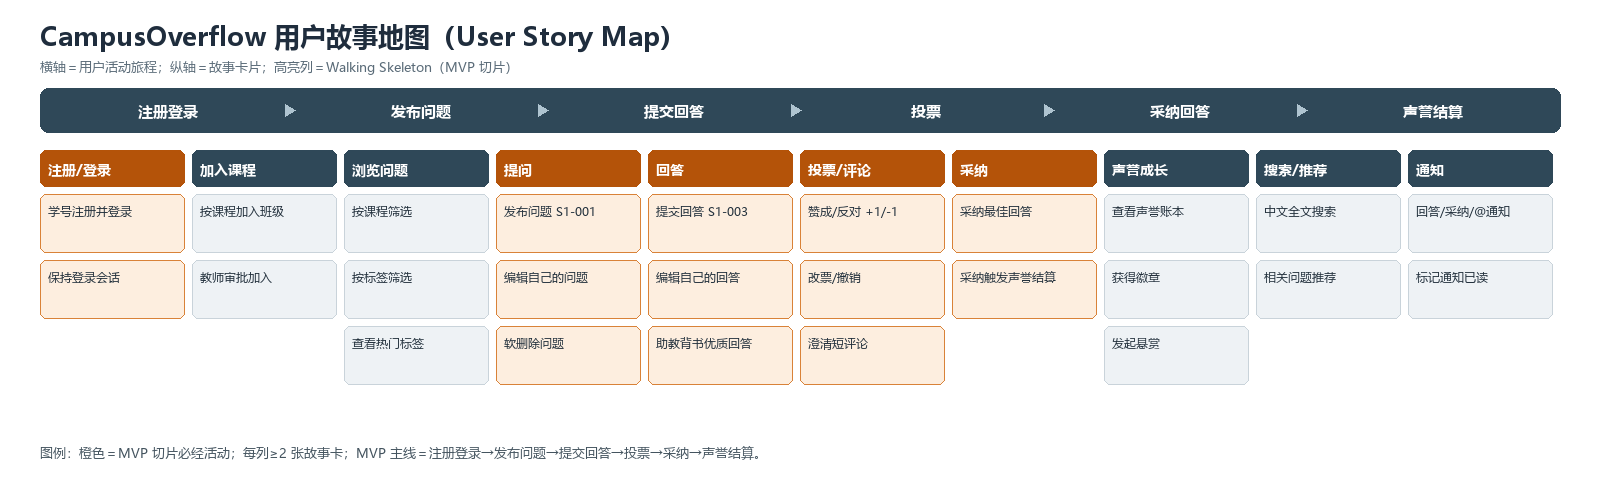 CampusOverflow 用户故事地图（User Story Map）
横轴＝用户活动旅程；纵轴＝故事卡片；高亮列＝Walking Skeleton（MVP 切片）
注册登录 发布问题 提交回答 投票 采纳回答 声誉结算
注册/登录 加入课程 浏览问题 提问 回答 投票/评论 采纳 声誉成长 搜索/推荐 通知
学号注册并登录 按课程加入班级 按课程筛选 发布问题 S1-001 提交回答 S1-003 赞成/反对 +1/-1 采纳最佳回答 查看声誉账本 中文全文搜索 回答/采纳/@通知
保持登录会话 教师审批加入 按标签筛选 编辑自己的问题 编辑自己的回答 改票/撤销 采纳触发声誉结算 获得徽章 相关问题推荐 标记通知已读
查看热门标签 软删除问题 助教背书优质回答 澄清短评论 发起悬赏
图例：橙色＝MVP 切片必经活动；每列≥2 张故事卡；MVP 主线＝注册登录→发布问题→提交回答→投票→采纳→声誉结算。